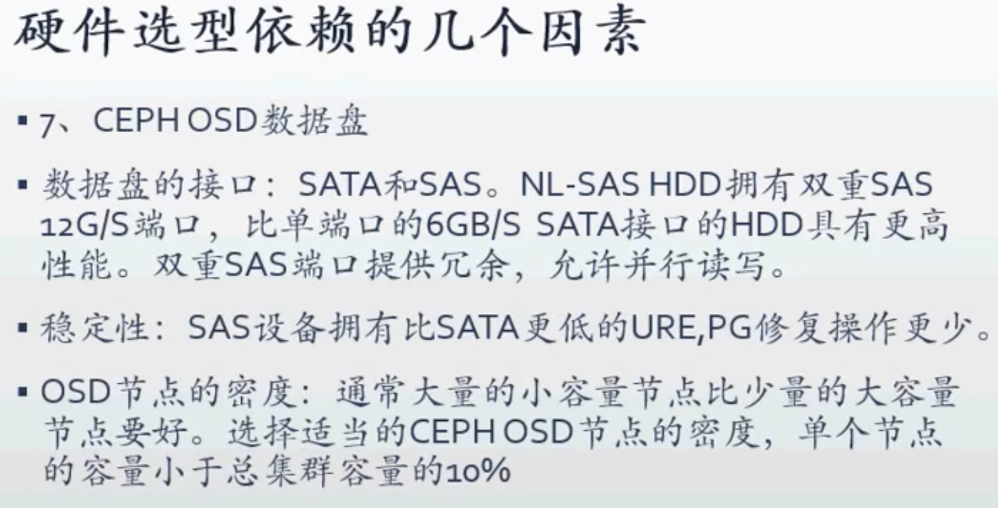 硬件选型依赖的几个因素
▪ 7、CEPH OSD数据盘
▪ 数据盘的接口：SATA和SAS。NL-SAS HDD拥有双重SAS
12G/S端口，比单端口的6GB/S SATA接口的HDD具有更高
性能。双重SAS端口提供冗余，允许并行读写。
▪ 稳定性：SAS设备拥有比SATA更低的URE,PG修复操作更少。
▪ OSD节点的密度：通常大量的小容量节点比少量的大容量
节点要好。选择适当的CEPH OSD节点的密度，单个节点
的容量小于总集群容量的10%